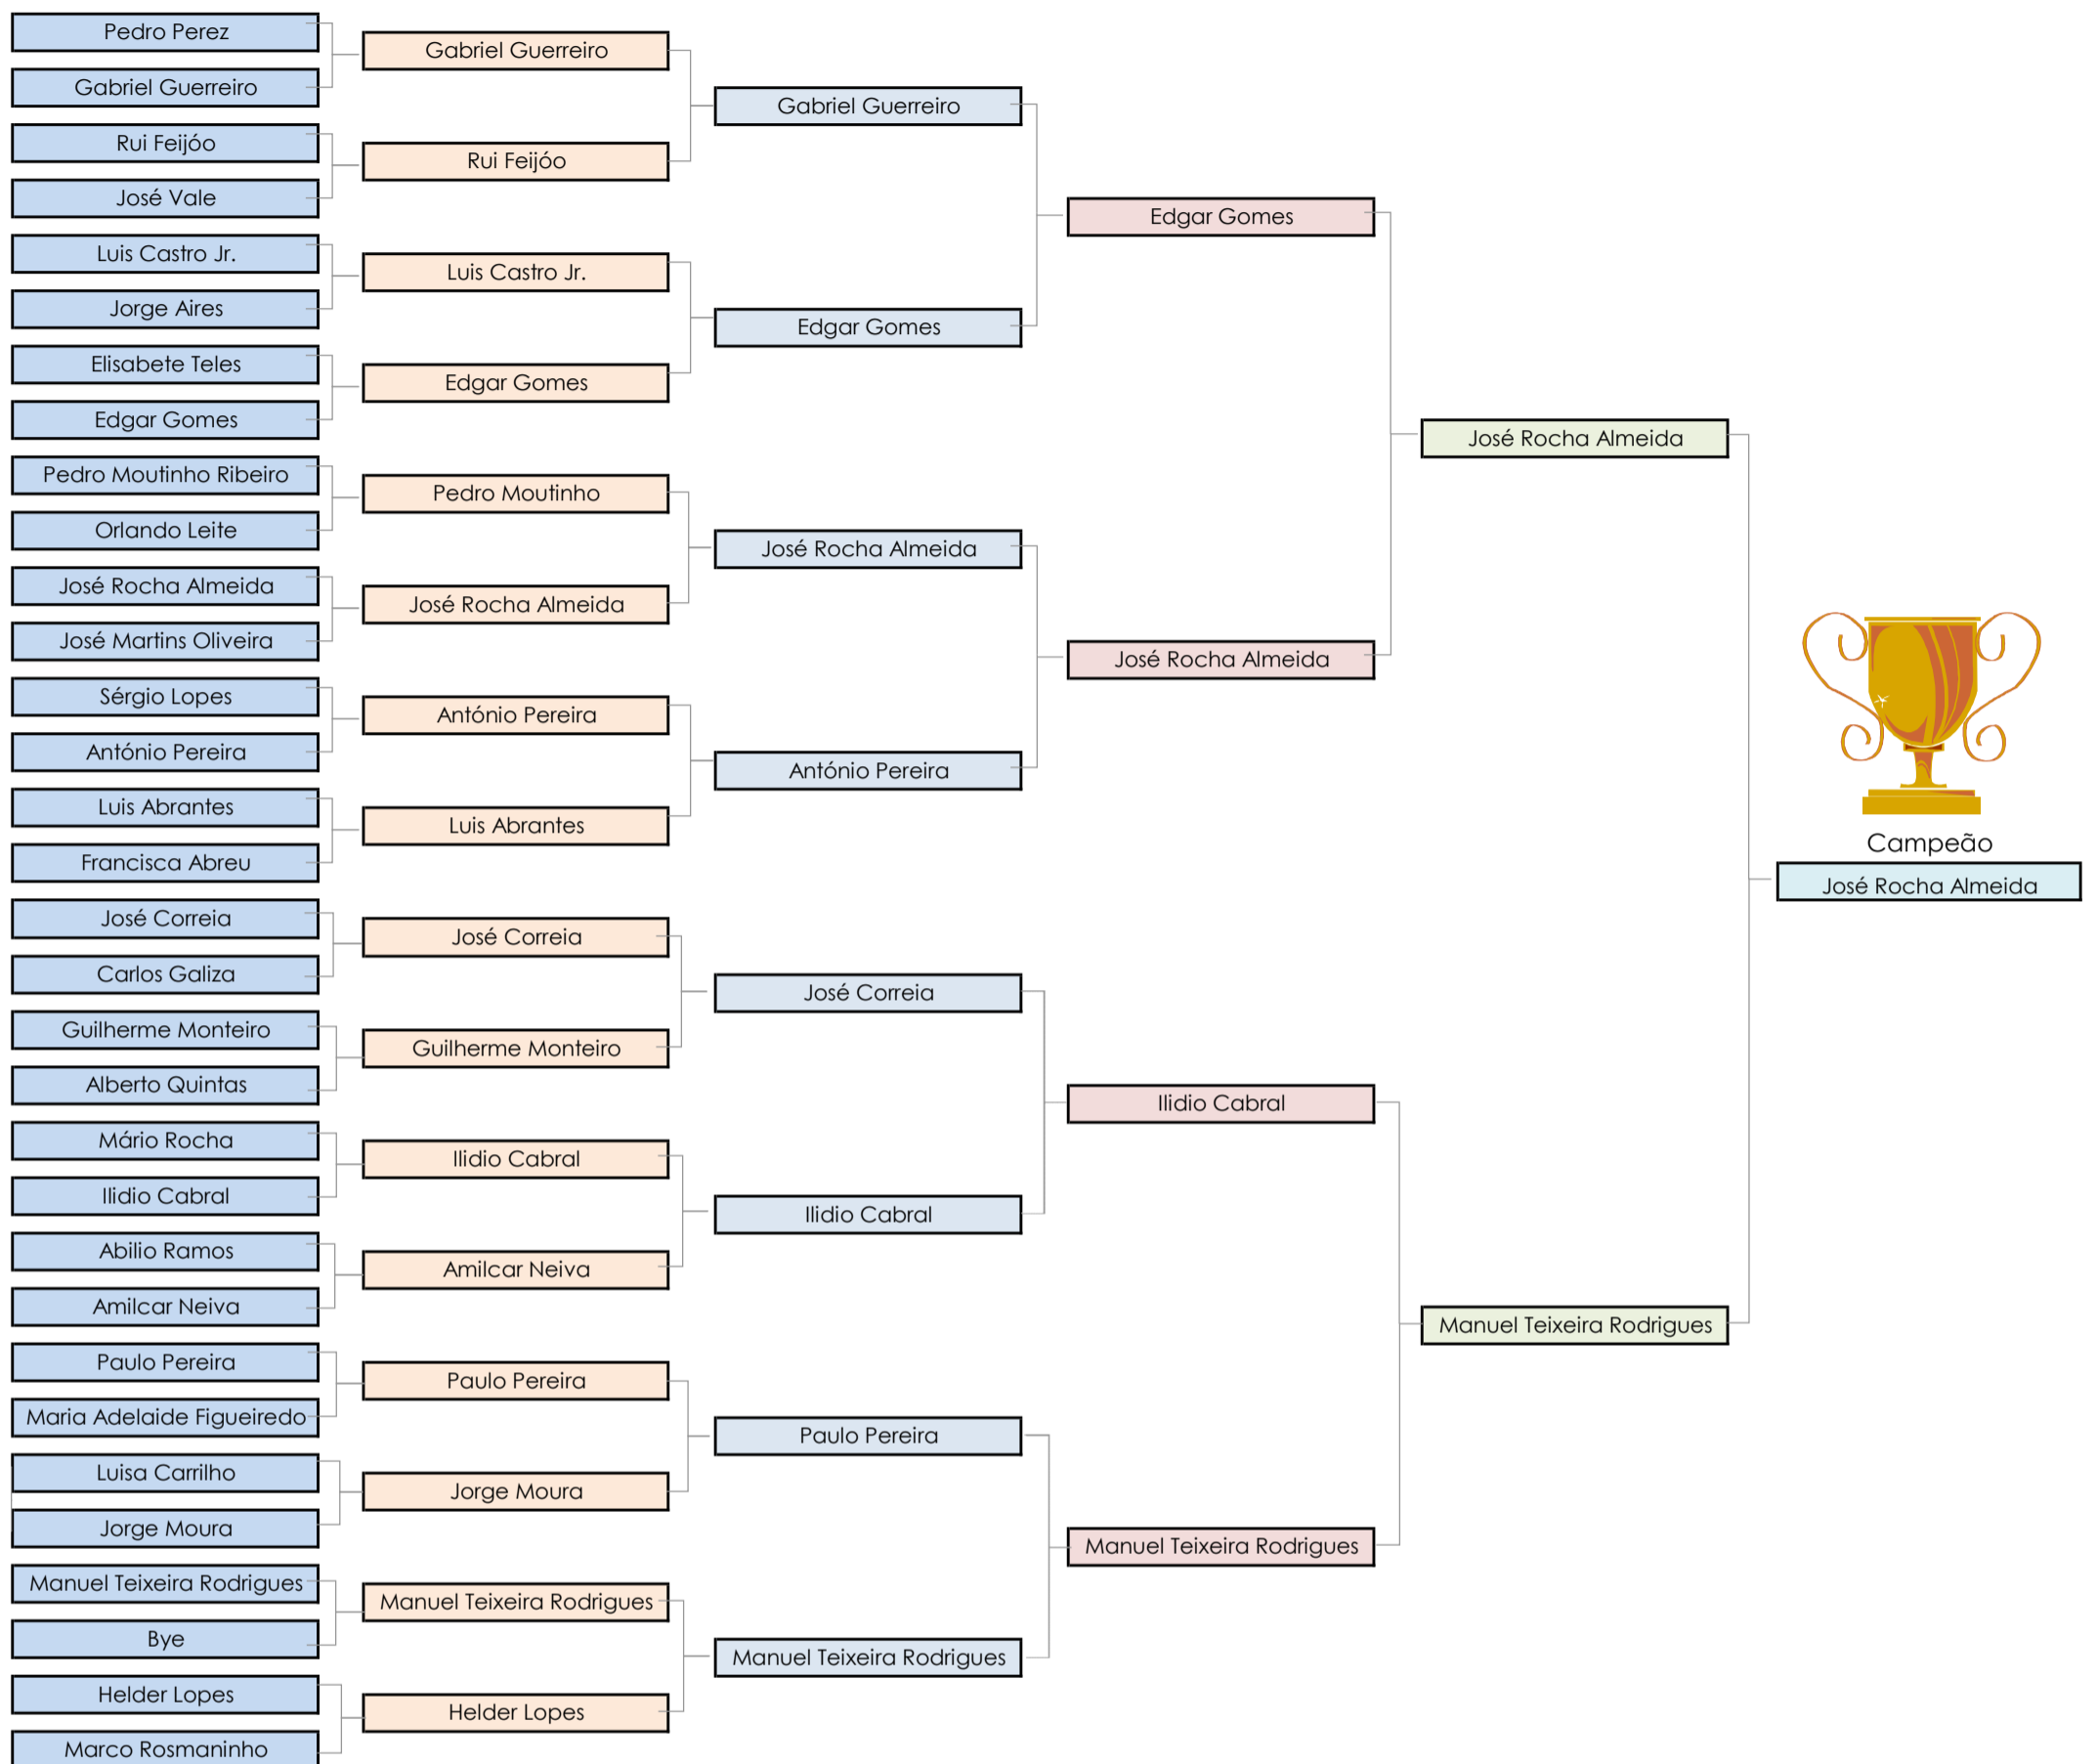 Pedro Perez
Gabriel Guerreiro
Rui Feijóo
José Vale
Luis Castro Jr.
Jorge Aires
Elisabete Teles
Edgar Gomes
Pedro Moutinho Ribeiro
Orlando Leite
José Rocha Almeida
José Martins Oliveira
Sérgio Lopes
António Pereira
Luis Abrantes
Francisca Abreu
José Correia
Carlos Galiza
Guilherme Monteiro
Alberto Quintas
Mário Rocha
Ilidio Cabral
Abilio Ramos
Amilcar Neiva
Paulo Pereira
Maria Adelaide Figueiredo
Luisa Carrilho
Jorge Moura
Manuel Teixeira Rodrigues
Bye
Helder Lopes
Marco Rosmaninho
Gabriel Guerreiro
Rui Feijóo
Luis Castro Jr.
Edgar Gomes
Pedro Moutinho
José Rocha Almeida
António Pereira
Luis Abrantes
José Correia
Guilherme Monteiro
Ilidio Cabral
Amilcar Neiva
Paulo Pereira
Jorge Moura
Manuel Teixeira Rodrigues
Helder Lopes
Gabriel Guerreiro
Edgar Gomes
José Rocha Almeida
António Pereira
José Correia
Ilidio Cabral
Paulo Pereira
Manuel Teixeira Rodrigues
Edgar Gomes
José Rocha Almeida
Ilidio Cabral
Manuel Teixeira Rodrigues
José Rocha Almeida
Manuel Teixeira Rodrigues
Campeão
José Rocha Almeida